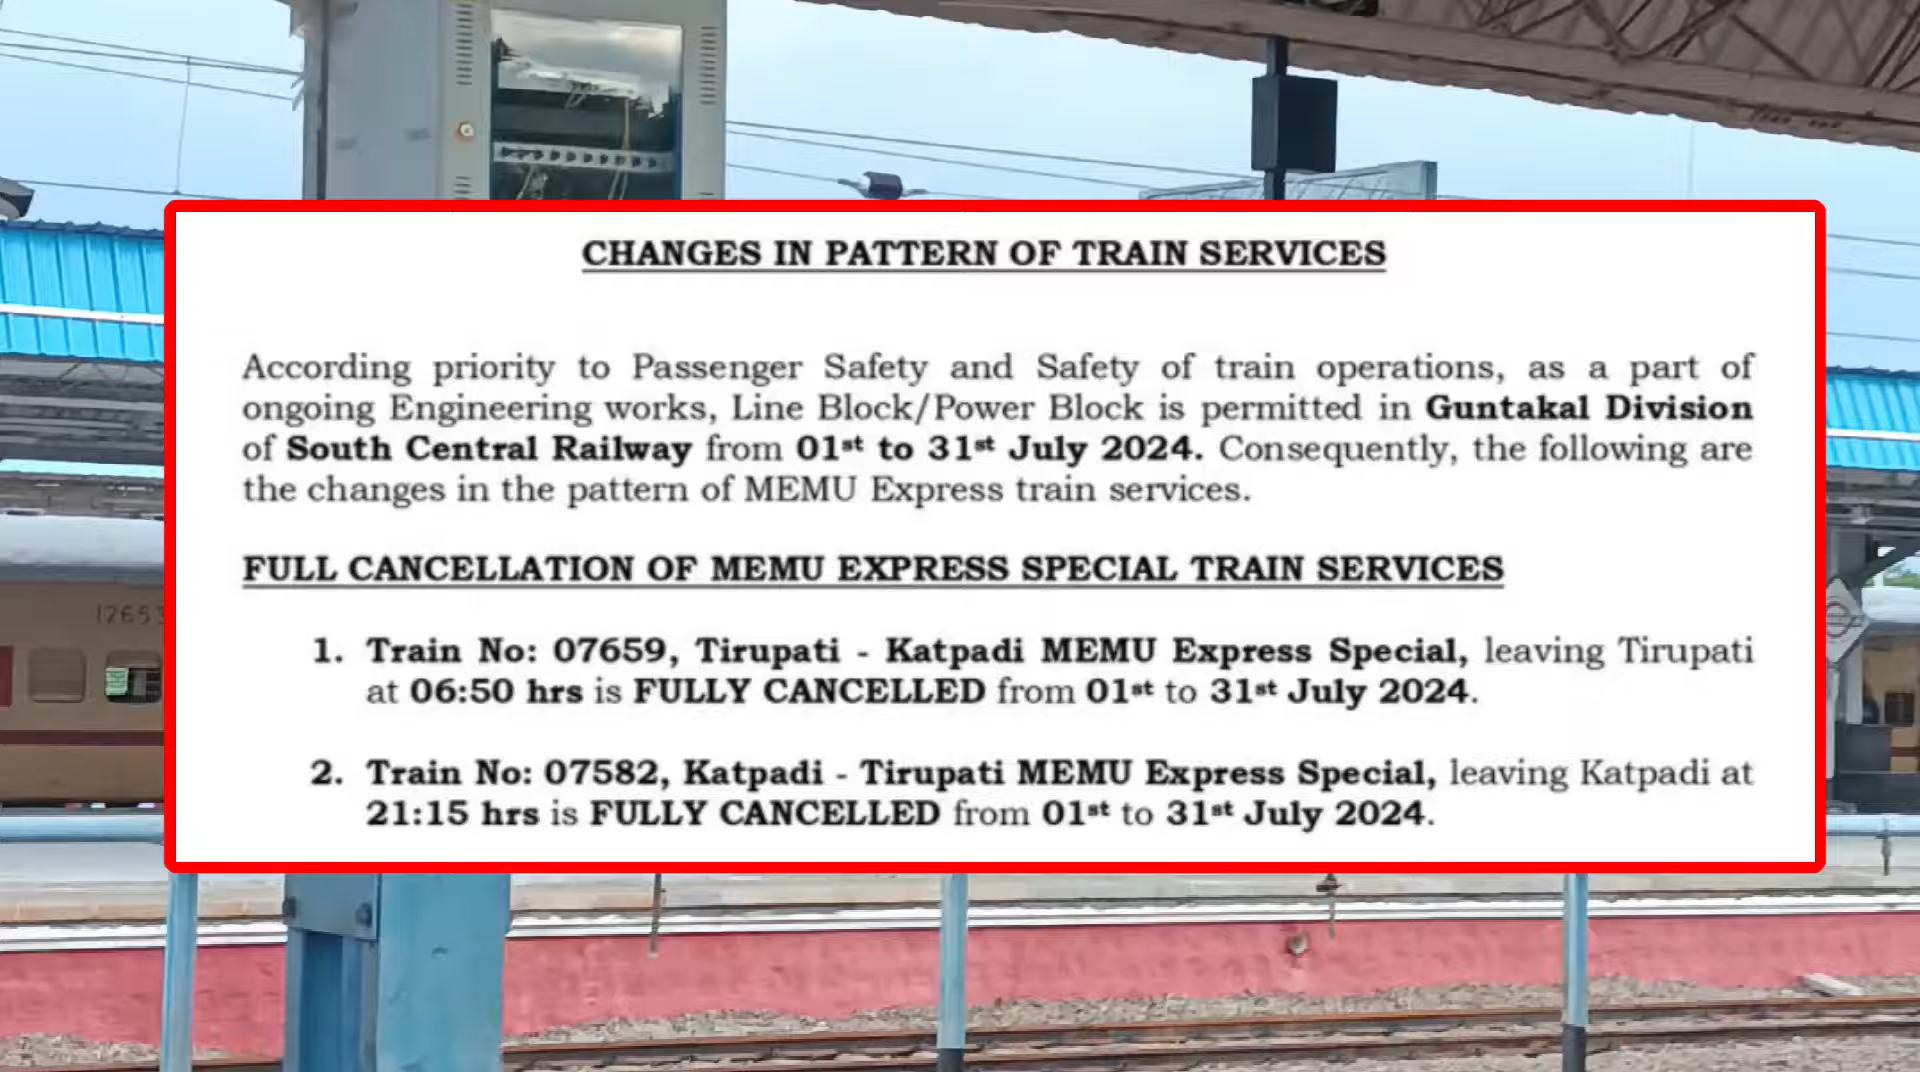 CHANGES IN PATTERN OF TRAIN SERVICES
According priority to Passenger Safety and Safety of train operations, as a part of
ongoing Engineering works, Line Block/Power Block is permitted in Guntakal Division
of South Central Railway from 01st to 31st July 2024. Consequently, the following are
the changes in the pattern of MEMU Express train services.
FULL CANCELLATION OF MEMU EXPRESS SPECIAL TRAIN SERVICES
1. Train No: 07659, Tirupati - Katpadi MEMU Express Special, leaving Tirupati
at 06:50 hrs is FULLY CANCELLED from 01st to 31st July 2024.
2. Train No: 07582, Katpadi - Tirupati MEMU Express Special, leaving Katpadi at
21:15 hrs is FULLY CANCELLED from 01st to 31st July 2024.
12653